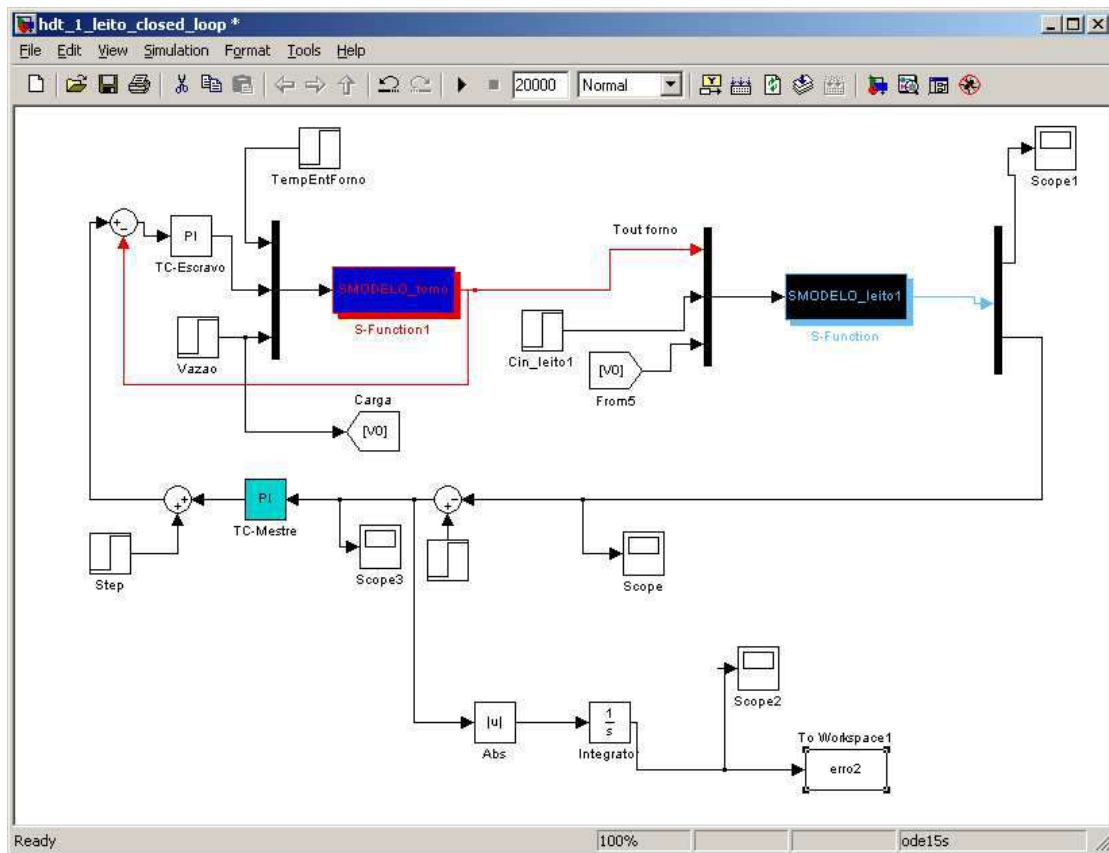 hdt_1_leito_closed_loop *
File Edit View Simulation Format Tools Help
20000 Normal
TempEntForno
Scope1
+
-
PI
TC-Escravo
Tout forno
SMODELO_forno
S-Function1
SMODELO_leito1
S-Function
Vazao
Cin_leito1
[V0]
From5
Carga
[V0]
+
+
PI
TC-Mestre
+
-
Step
Scope3
Scope
Scope2
|u|
Abs
1
s
Integrator
To Workspace1
erro2
Ready 100% ode15s